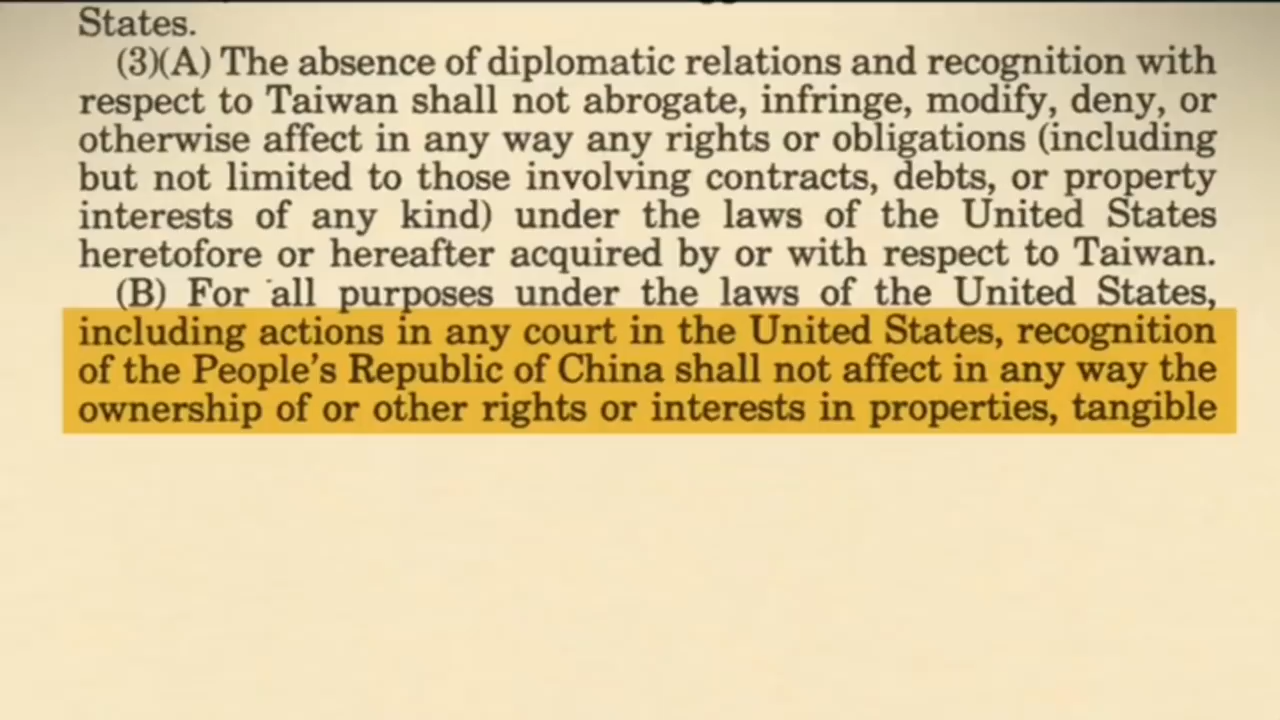 States.
(3)(A) The absence of diplomatic relations and recognition with
respect to Taiwan shall not abrogate, infringe, modify, deny, or
otherwise affect in any way any rights or obligations (including
but not limited to those involving contracts, debts, or property
interests of any kind) under the laws of the United States
heretofore or hereafter acquired by or with respect to Taiwan.
(B) For all purposes under the laws of the United States,
including actions in any court in the United States, recognition
of the People's Republic of China shall not affect in any way the
ownership of or other rights or interests in properties, tangible